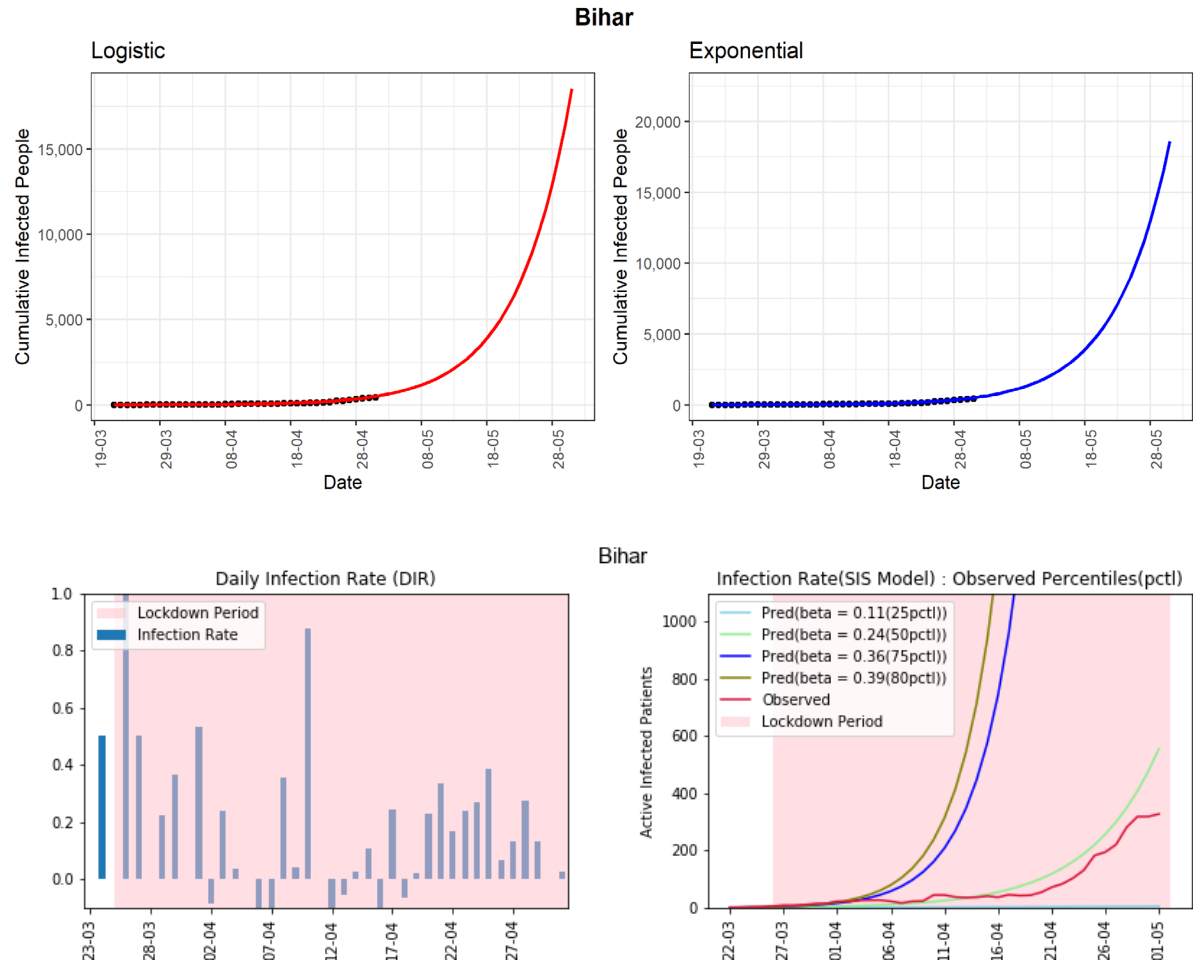 Bihar
Logistic
Exponential
Cumulative Infected People
15,000
10,000
5,000
0
19-03
29-03
08-04
18-04
28-04
08-05
18-05
28-05
Date
Cumulative Infected People
20,000
15,000
10,000
5,000
0
19-03
29-03
08-04
18-04
28-04
08-05
18-05
28-05
Date
Bihar
Daily Infection Rate (DIR)
1.0
0.8
0.6
0.4
0.2
0.0
Lockdown Period
Infection Rate
23-03
28-03
02-04
07-04
12-04
17-04
22-04
27-04
Infection Rate(SIS Model) : Observed Percentiles(pctl)
Active Infected Patients
1000
800
600
400
200
0
Pred(beta = 0.11(25pctl))
Pred(beta = 0.24(50pctl))
Pred(beta = 0.36(75pctl))
Pred(beta = 0.39(80pctl))
Observed
Lockdown Period
22-03
27-03
01-04
06-04
11-04
16-04
21-04
26-04
01-05